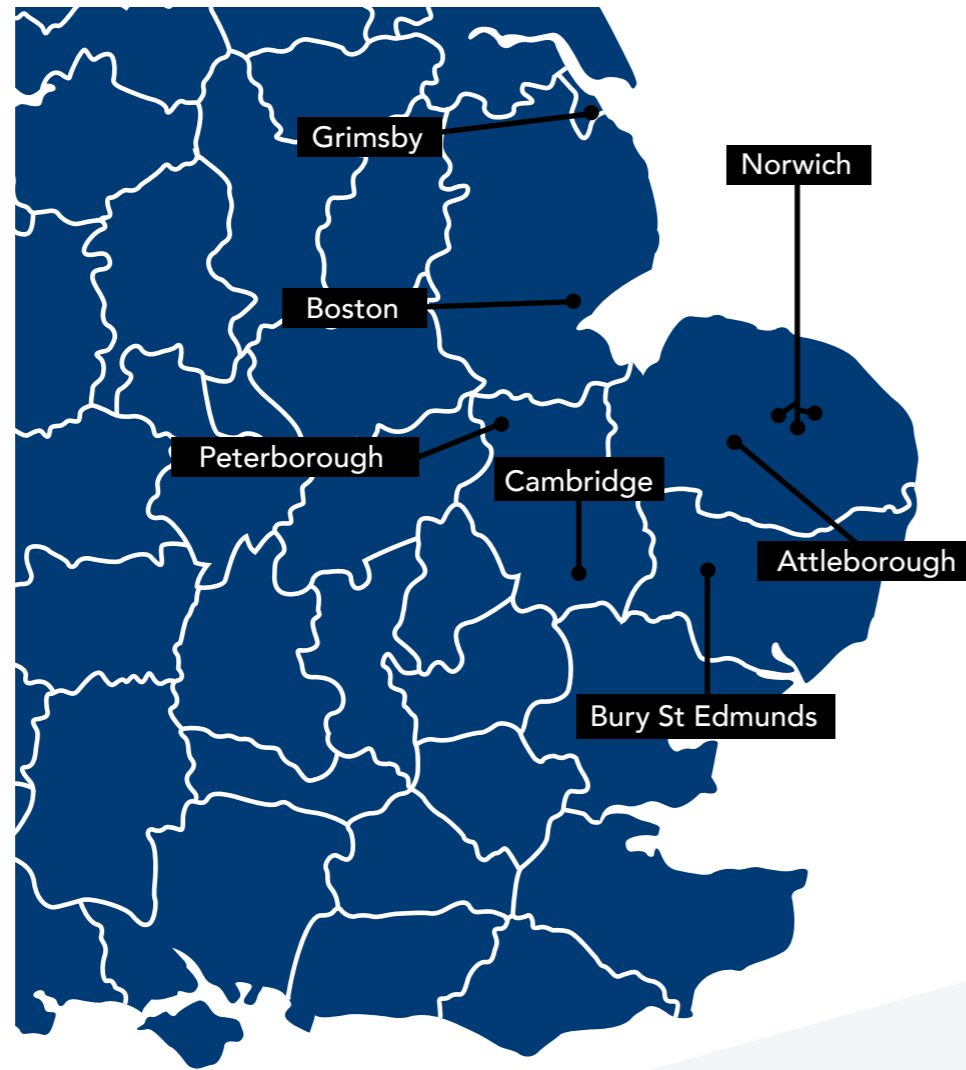 Grimsby
Norwich
Boston
Peterborough
Cambridge
Attleborough
Bury St Edmunds